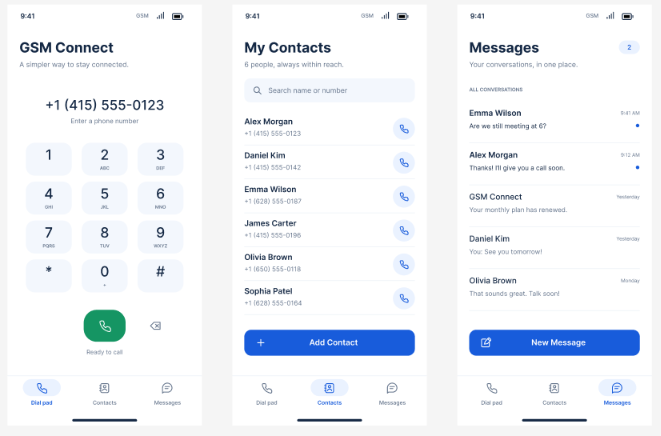 9:41
GSM
GSM Connect
A simpler way to stay connected.
+1 (415) 555-0123
Enter a phone number
1
2
ABC
3
DEF
4
GHI
5
JKL
6
MNO
7
PQRS
8
TUV
9
WXYZ
*
0
+
#
Ready to call
Dial pad
Contacts
Messages
9:41
GSM
My Contacts
6 people, always within reach.
Search name or number
Alex Morgan
+1 (415) 555-0123
Daniel Kim
+1 (415) 555-0142
Emma Wilson
+1 (628) 555-0187
James Carter
+1 (415) 555-0196
Olivia Brown
+1 (650) 555-0118
Sophia Patel
+1 (628) 555-0164
Add Contact
Dial pad
Contacts
Messages
9:41
GSM
Messages
2
Your conversations, in one place.
ALL CONVERSATIONS
Emma Wilson
9:41 AM
Are we still meeting at 6?
Alex Morgan
9:12 AM
Thanks! I'll give you a call soon.
GSM Connect
Yesterday
Your monthly plan has renewed.
Daniel Kim
Yesterday
You: See you tomorrow!
Olivia Brown
Monday
That sounds great. Talk soon!
New Message
Dial pad
Contacts
Messages